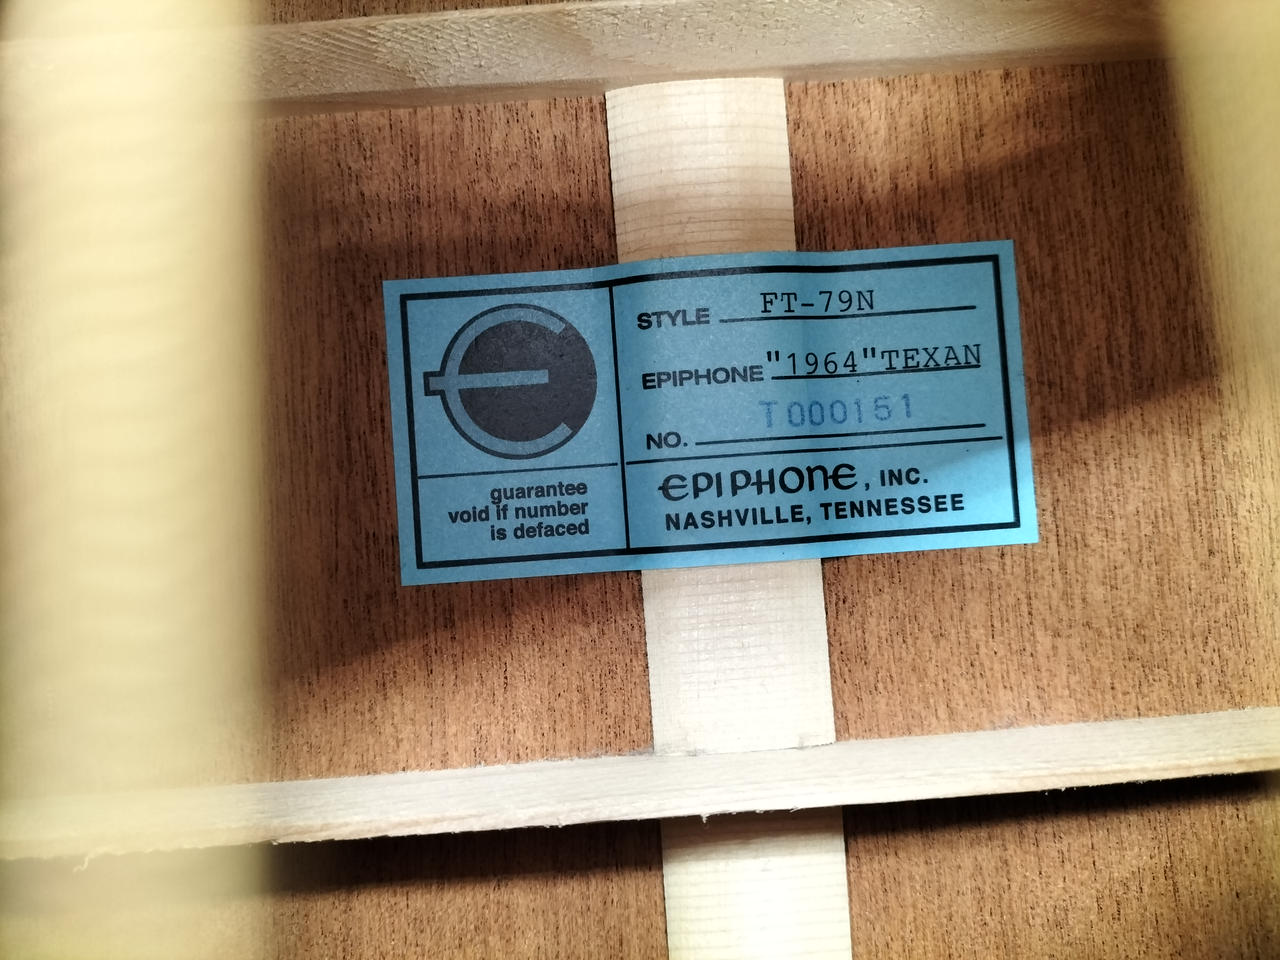 STYLE FT-79N
EPIPHONE "1964" TEXAN
NO. T000151
EPIPHONE, INC.
NASHVILLE, TENNESSEE
guarantee
void if number
is defaced